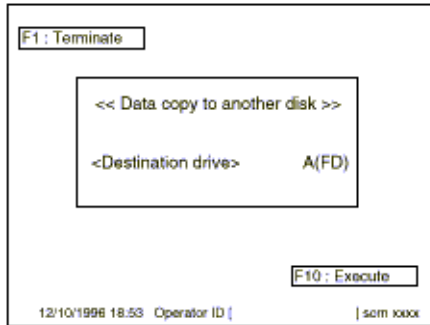 F1 : Terminate
<< Data copy to another disk >>
<Destination drive> A(FD)
F10 : Execute
12/10/1996 18:53 Operator ID [ ] scm xxxx